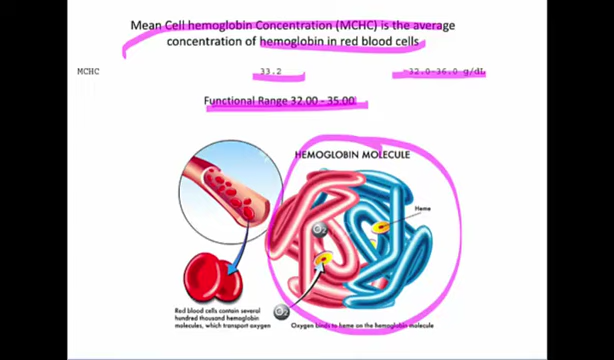 Mean Cell hemoglobin Concentration (MCHC) is the average
concentration of hemoglobin in red blood cells
MCHC 33.2 ~32.0-36.0 g/dL
Functional Range 32.00 - 35.00
HEMOGLOBIN MOLECULE
Heme
O2
O2
Red blood cells contain several
hundred thousand hemoglobin
molecules, which transport oxygen
Oxygen binds to heme on the hemoglobin molecule